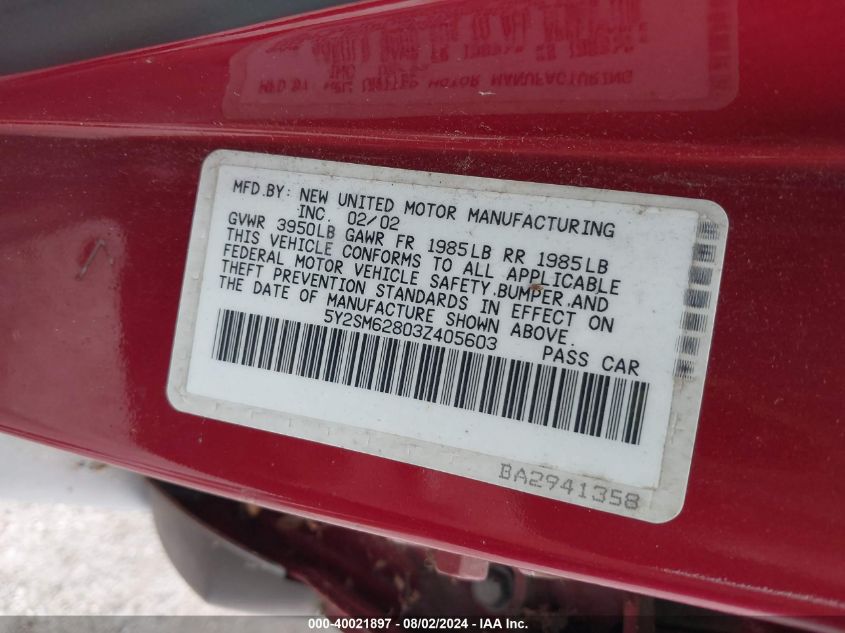 MFD.BY: NEW UNITED MOTOR MANUFACTURING
INC. 02/02
GVWR 3950LB GAWR FR 1985LB RR 1985LB
THIS VEHICLE CONFORMS TO ALL APPLICABLE
FEDERAL MOTOR VEHICLE SAFETY,BUMPER,AND
THEFT PREVENTION STANDARDS IN EFFECT ON
THE DATE OF MANUFACTURE SHOWN ABOVE.
5Y2SM62803Z405603 PASS CAR
BA2941358
000-40021897 - 08/02/2024 - IAA Inc.